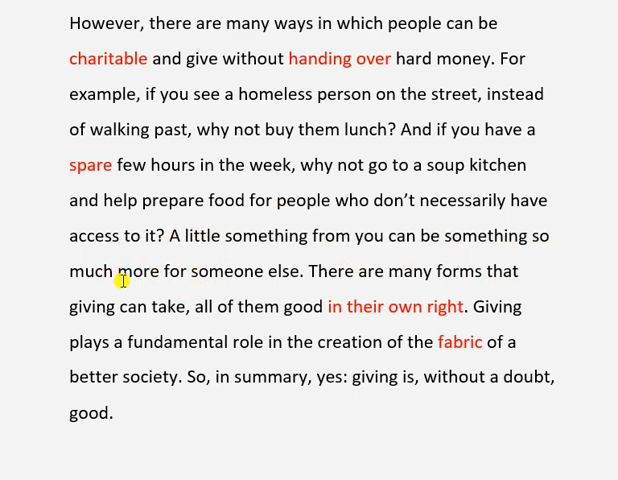 However, there are many ways in which people can be
charitable and give without handing over hard money. For
example, if you see a homeless person on the street, instead
of walking past, why not buy them lunch? And if you have a
spare few hours in the week, why not go to a soup kitchen
and help prepare food for people who don’t necessarily have
access to it? A little something from you can be something so
much more for someone else. There are many forms that
giving can take, all of them good in their own right. Giving
plays a fundamental role in the creation of the fabric of a
better society. So, in summary, yes: giving is, without a doubt,
good.